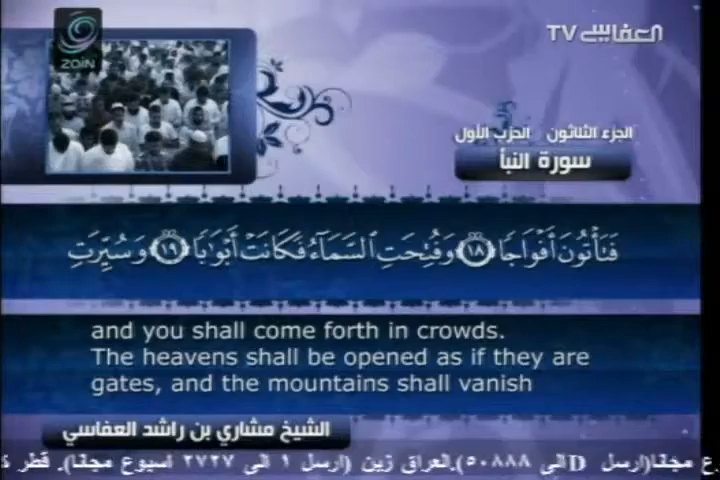 ZOIN
العفاسي TV
الجزء الثلاثون الحزب الأول
سورة النبأ
فَتَأْتُونَ أَفْوَاجًا ١٨ وَفُتِحَتِ السَّمَاءُ فَكَانَتْ أَبْوَابًا ١٩ وَسُيِّرَتِ
and you shall come forth in crowds.
The heavens shall be opened as if they are
gates, and the mountains shall vanish
الشيخ مشاري بن راشد العفاسي
وع مجانا(ارسل D الى ٥٠٨٨٨).العراق زين (ارسل ١ الى ٢٧٢٧ اسبوع مجانا). قطر